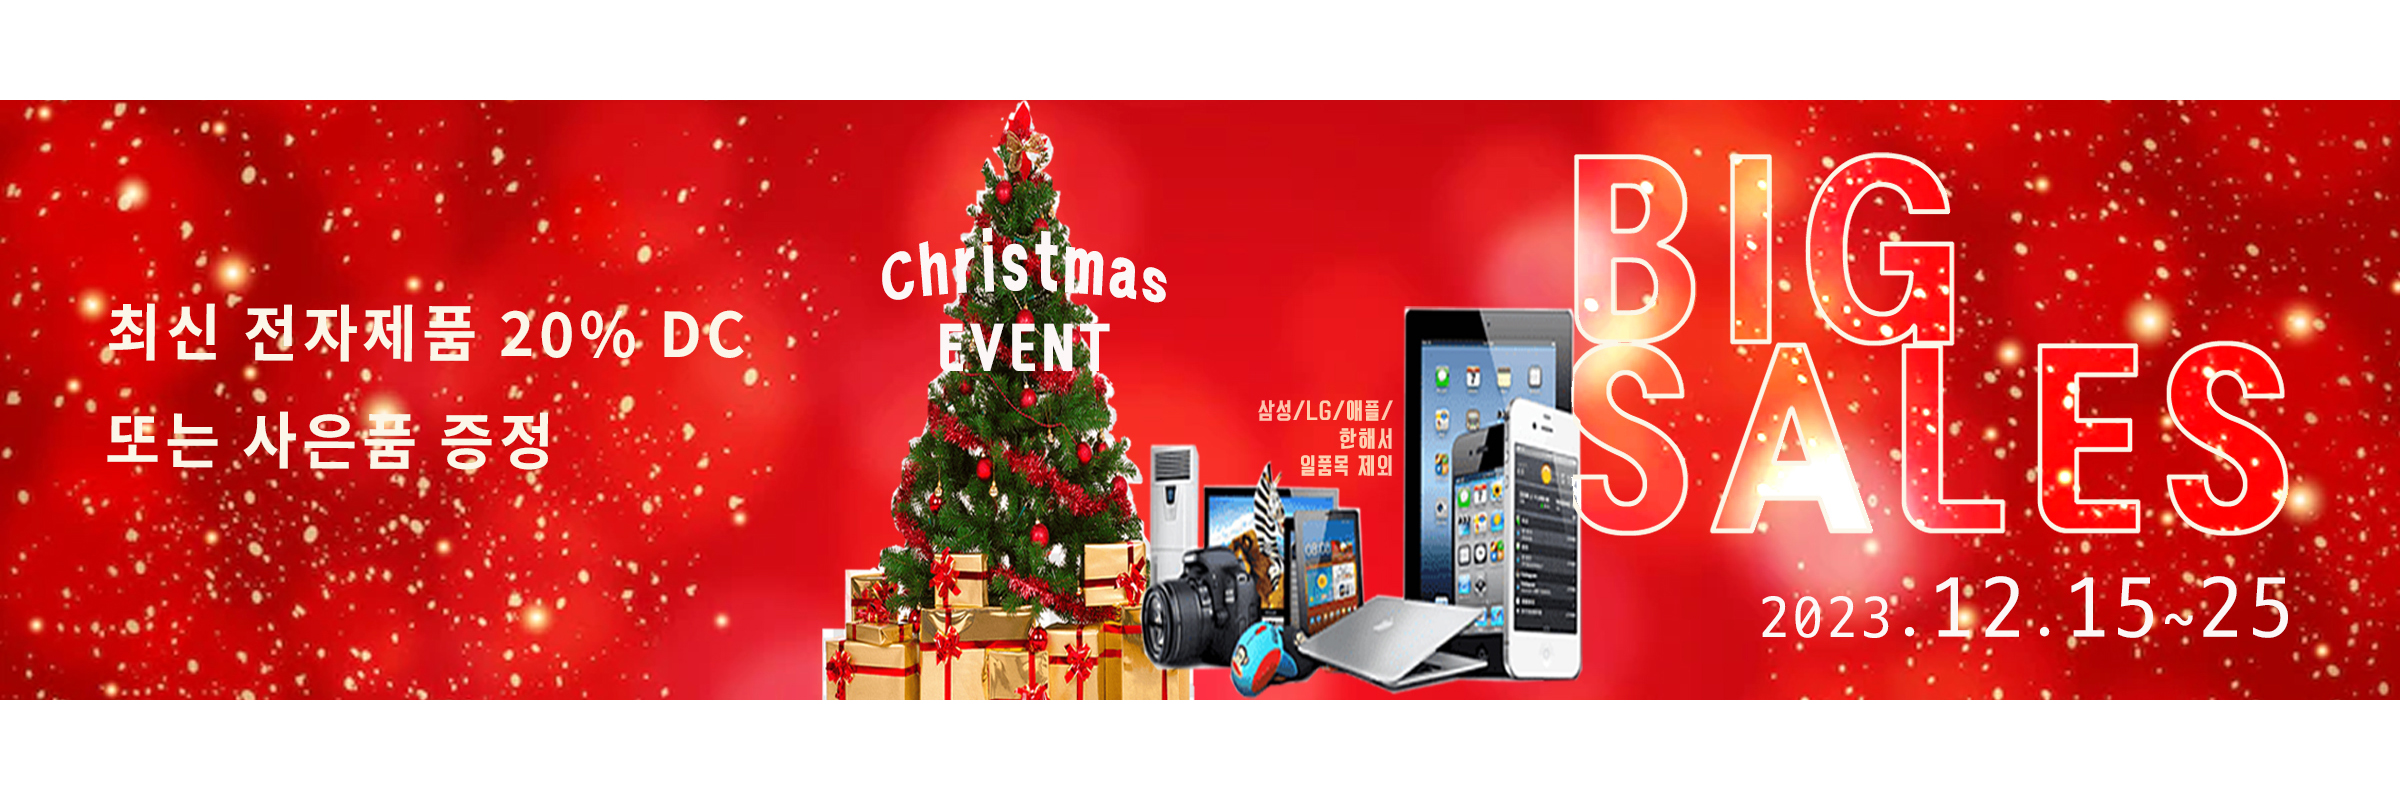 최신 전자제품 20% DC
또는 사은품 증정
Christmas
EVENT
삼성/LG/애플/
한해서
일품목 제외
BIG
SALES
2023.12.15~25